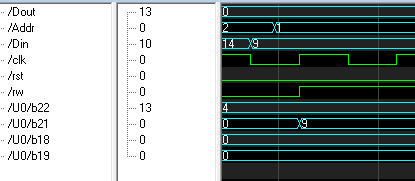 /Dout 13 0
/Addr 0 2 1
/Din 10 14 9
/clk 0
/rst 0
/rw 0
/U0/b22 13 4
/U0/b21 0 0 9
/U0/b18 0 0
/U0/b19 0 0